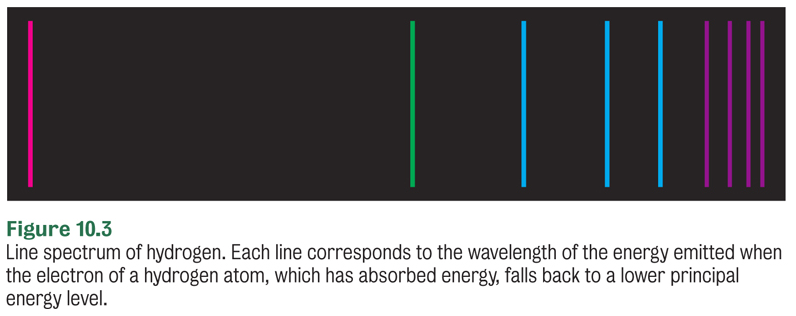 Figure 10.3
Line spectrum of hydrogen. Each line corresponds to the wavelength of the energy emitted when
the electron of a hydrogen atom, which has absorbed energy, falls back to a lower principal
energy level.